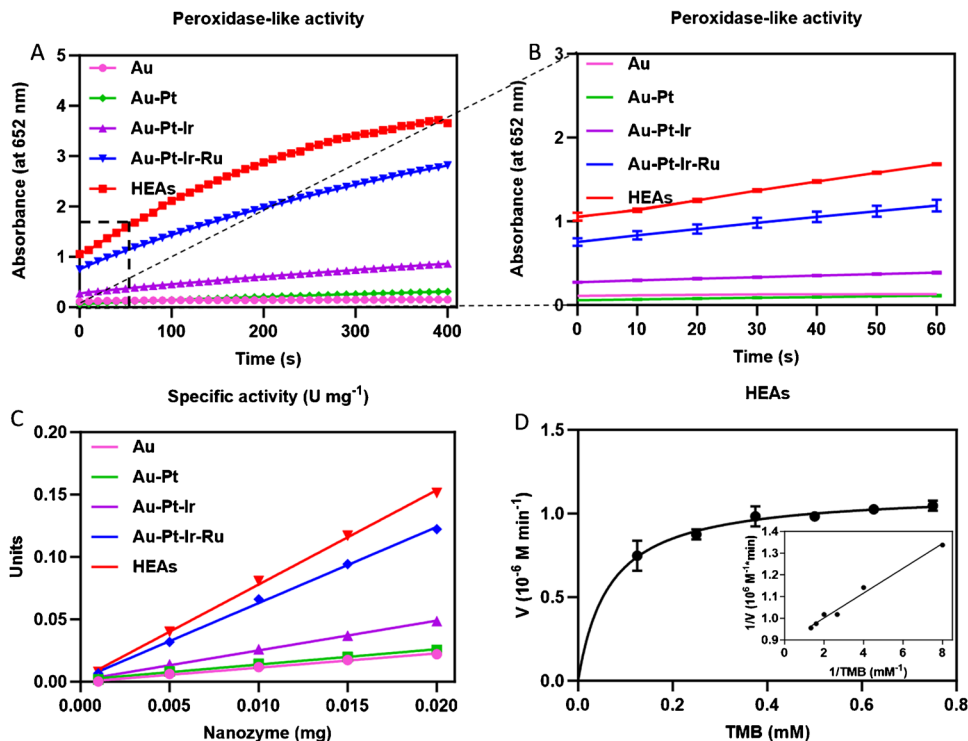 Peroxidase-like activity
A
Absorbance (at 652 nm)
5
4
3
2
1
0
Au
Au-Pt
Au-Pt-Ir
Au-Pt-Ir-Ru
HEAs
0 100 200 300 400
Time (s)
Peroxidase-like activity
B
Absorbance (at 652 nm)
3
2
1
0
Au
Au-Pt
Au-Pt-Ir
Au-Pt-Ir-Ru
HEAs
0 10 20 30 40 50 60
Time (s)
Specific activity (U mg⁻¹)
C
Units
0.20
0.15
0.10
0.05
0.00
Au
Au-Pt
Au-Pt-Ir
Au-Pt-Ir-Ru
HEAs
0.000 0.005 0.010 0.015 0.020
Nanozyme (mg)
HEAs
D
V (10⁻⁶ M min⁻¹)
1.5
1.0
0.5
0.0
0.0 0.2 0.4 0.6 0.8
TMB (mM)
1/V (10⁶ M⁻¹*min)
1.4
1.3
1.2
1.1
1.0
0.9
0 2 4 6 8
1/TMB (mM⁻¹)